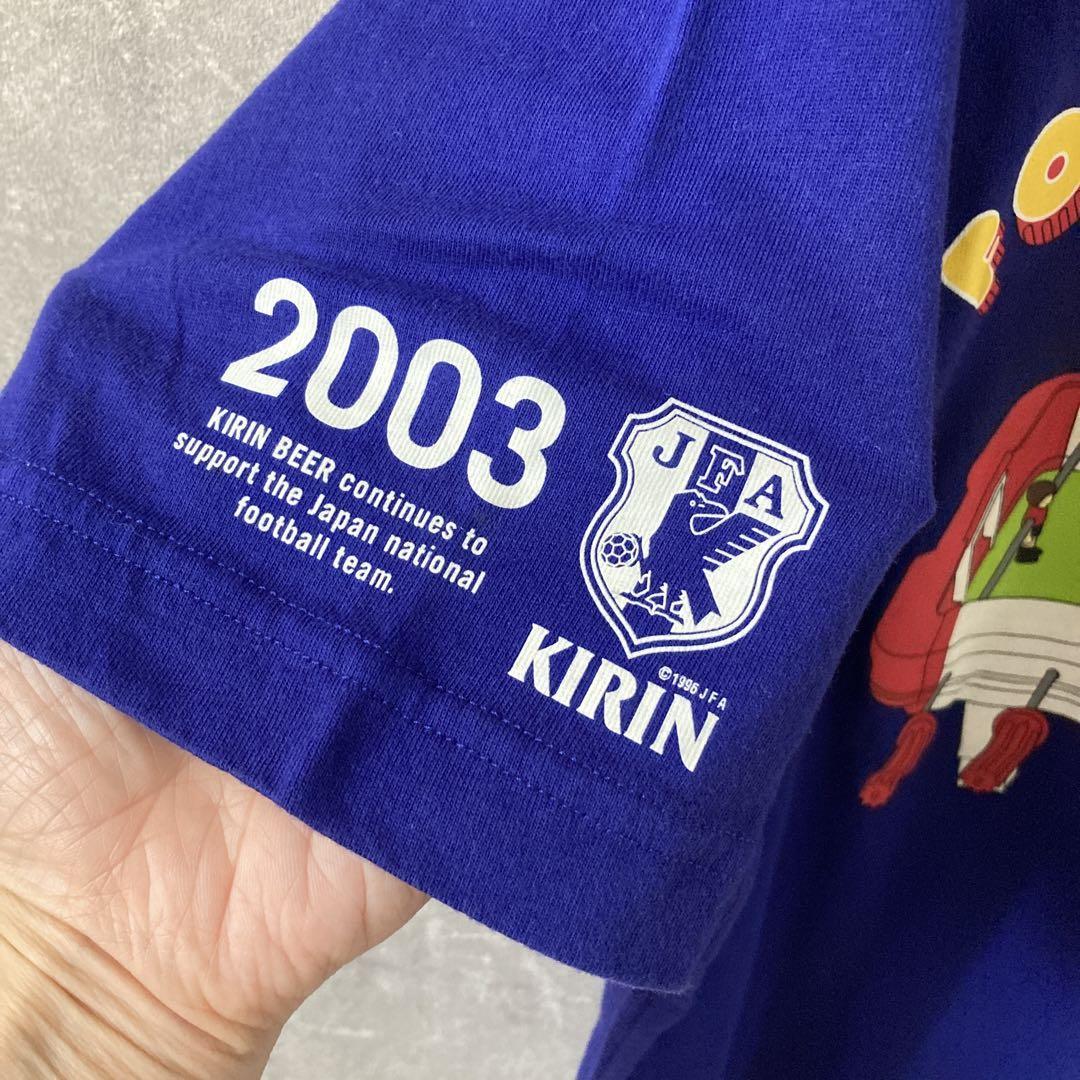 2003
KIRIN BEER continues to
support the Japan national
football team.
JFA
©1996 JFA
KIRIN